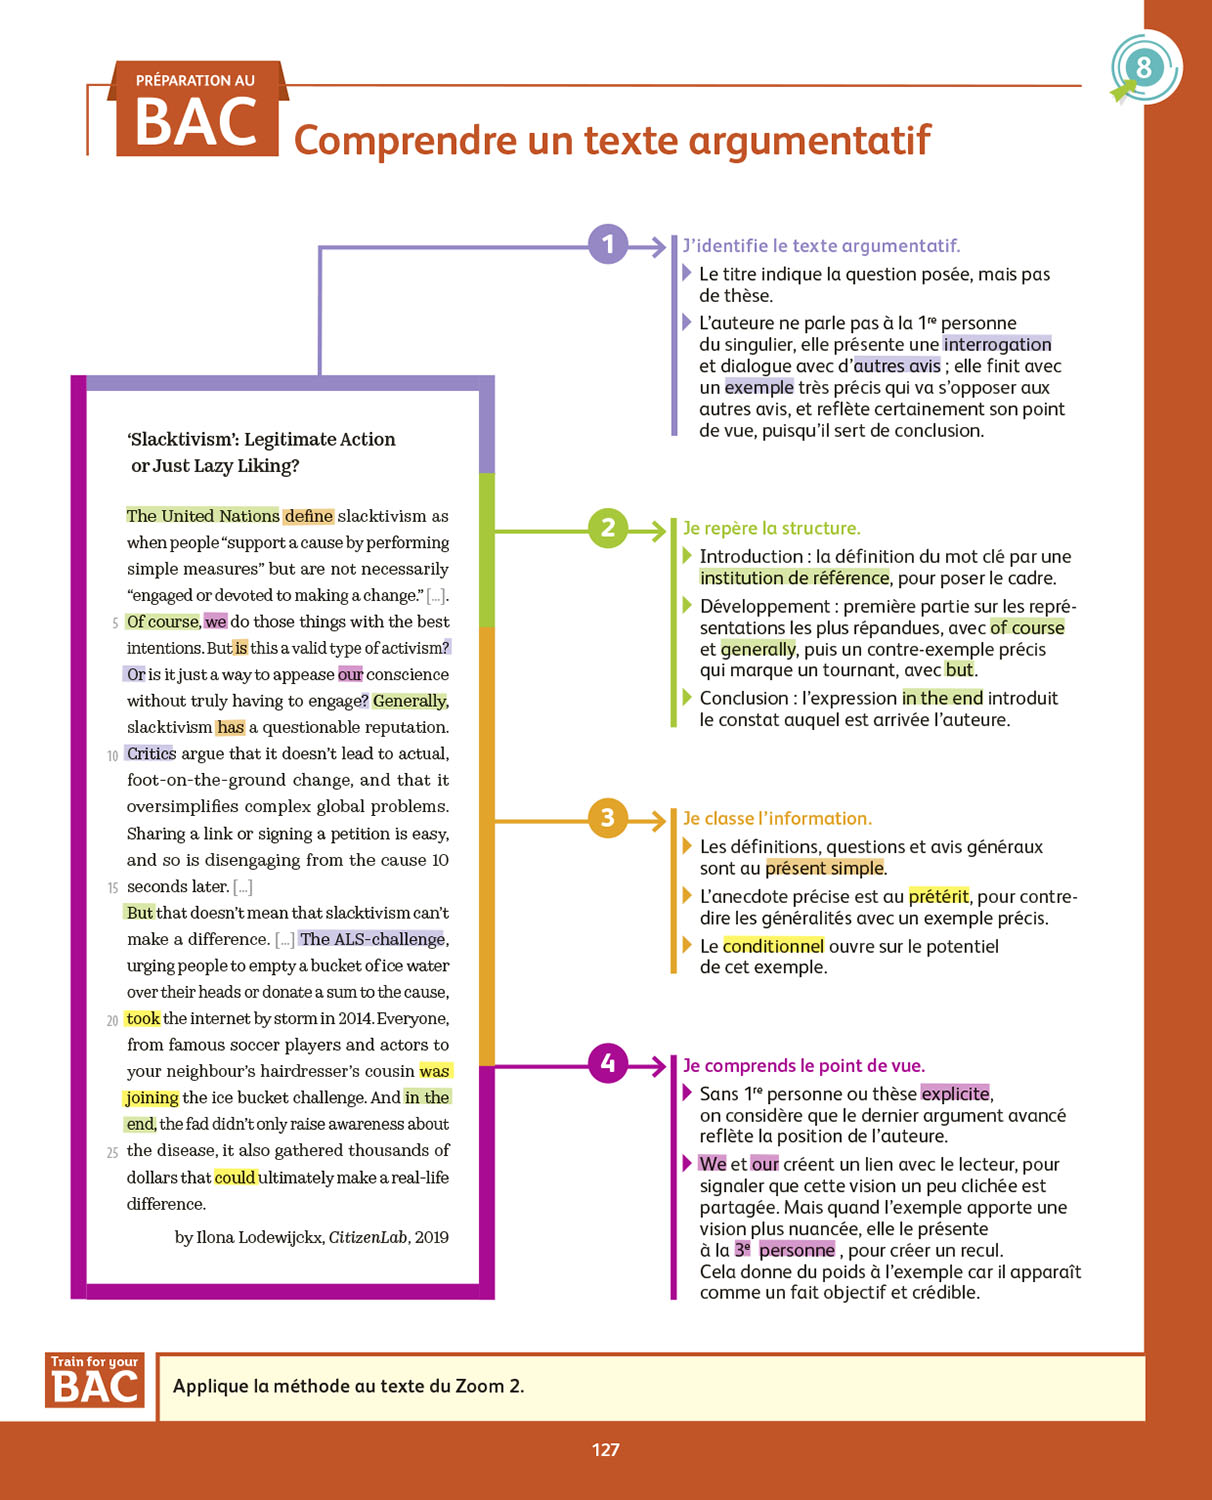 8
PRÉPARATION AU
BAC
Comprendre un texte argumentatif
‘Slacktivism’: Legitimate Action
or Just Lazy Liking?
The United Nations define slacktivism as
when people “support a cause by performing
simple measures” but are not necessarily
“engaged or devoted to making a change.” [...].
5 Of course, we do those things with the best
intentions. But is this a valid type of activism?
Or is it just a way to appease our conscience
without truly having to engage? Generally,
slacktivism has a questionable reputation.
10 Critics argue that it doesn’t lead to actual,
foot-on-the-ground change, and that it
oversimplifies complex global problems.
Sharing a link or signing a petition is easy,
and so is disengaging from the cause 10
15 seconds later. [...]
But that doesn’t mean that slacktivism can’t
make a difference. [...] The ALS-challenge,
urging people to empty a bucket of ice water
over their heads or donate a sum to the cause,
20 took the internet by storm in 2014. Everyone,
from famous soccer players and actors to
your neighbour’s hairdresser’s cousin was
joining the ice bucket challenge. And in the
end, the fad didn’t only raise awareness about
25 the disease, it also gathered thousands of
dollars that could ultimately make a real-life
difference.
by Ilona Lodewijckx, CitizenLab, 2019
1
J’identifie le texte argumentatif.
Le titre indique la question posée, mais pas
de thèse.
L’auteure ne parle pas à la 1re personne
du singulier, elle présente une interrogation
et dialogue avec d’autres avis ; elle finit avec
un exemple très précis qui va s’opposer aux
autres avis, et reflète certainement son point
de vue, puisqu’il sert de conclusion.
2
Je repère la structure.
Introduction : la définition du mot clé par une
institution de référence, pour poser le cadre.
Développement : première partie sur les repré-
sentations les plus répandues, avec of course
et generally, puis un contre-exemple précis
qui marque un tournant, avec but.
Conclusion : l’expression in the end introduit
le constat auquel est arrivée l’auteure.
3
Je classe l’information.
Les définitions, questions et avis généraux
sont au présent simple.
L’anecdote précise est au prétérit, pour contre-
dire les généralités avec un exemple précis.
Le conditionnel ouvre sur le potentiel
de cet exemple.
4
Je comprends le point de vue.
Sans 1re personne ou thèse explicite,
on considère que le dernier argument avancé
reflète la position de l’auteure.
We et our créent un lien avec le lecteur, pour
signaler que cette vision un peu clichée est
partagée. Mais quand l’exemple apporte une
vision plus nuancée, elle le présente
à la 3e personne , pour créer un recul.
Cela donne du poids à l’exemple car il apparaît
comme un fait objectif et crédible.
Train for your
BAC
Applique la méthode au texte du Zoom 2.
127